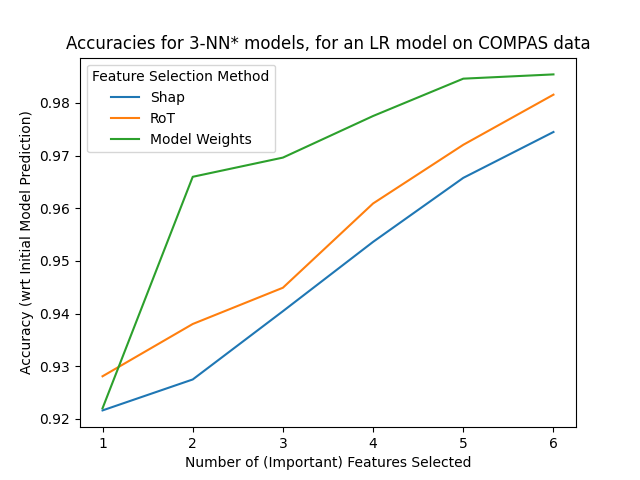 Accuracies for 3-NN* models, for an LR model on COMPAS data
Feature Selection Method
Shap
RoT
Model Weights
Accuracy (wrt Initial Model Prediction)
0.98
0.97
0.96
0.95
0.94
0.93
0.92
1 2 3 4 5 6
Number of (Important) Features Selected